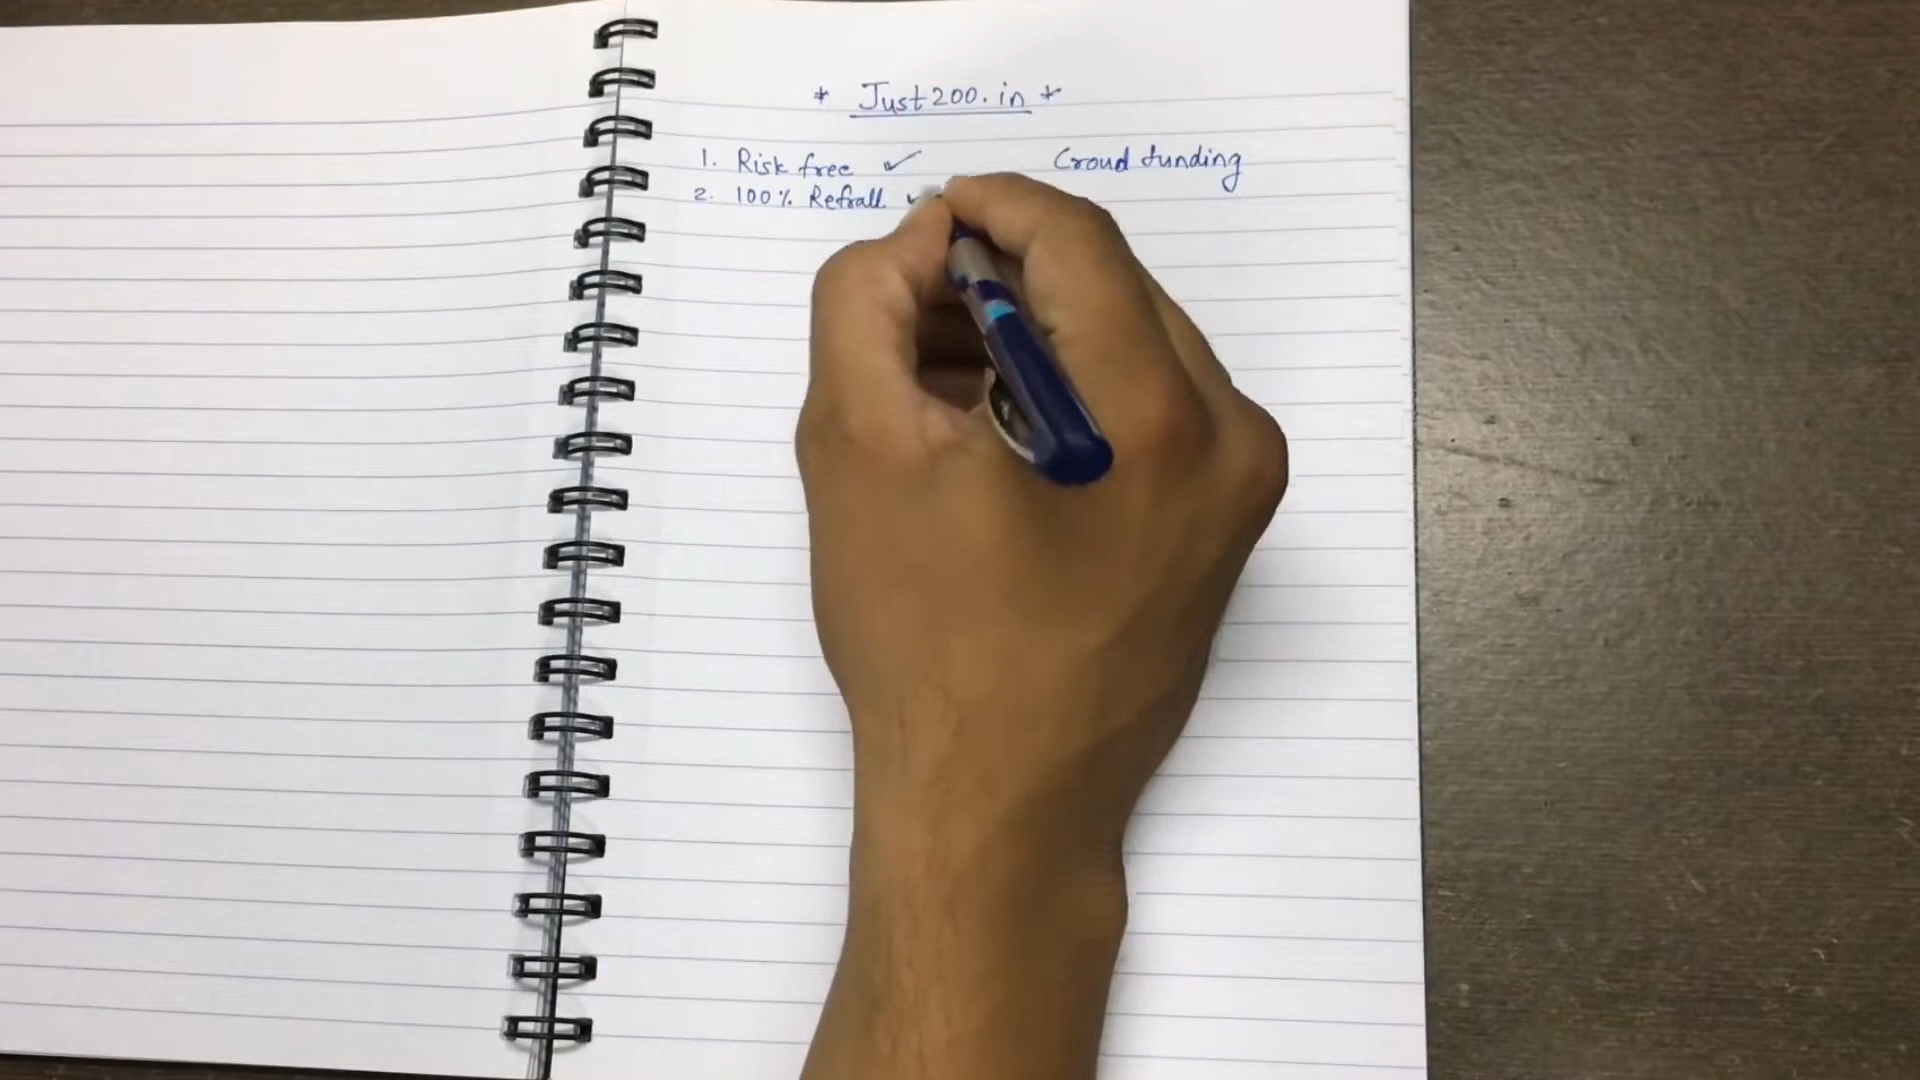 * Just200.in *
1. Risk free ✓ Croud funding
2. 100% Refrall ✓